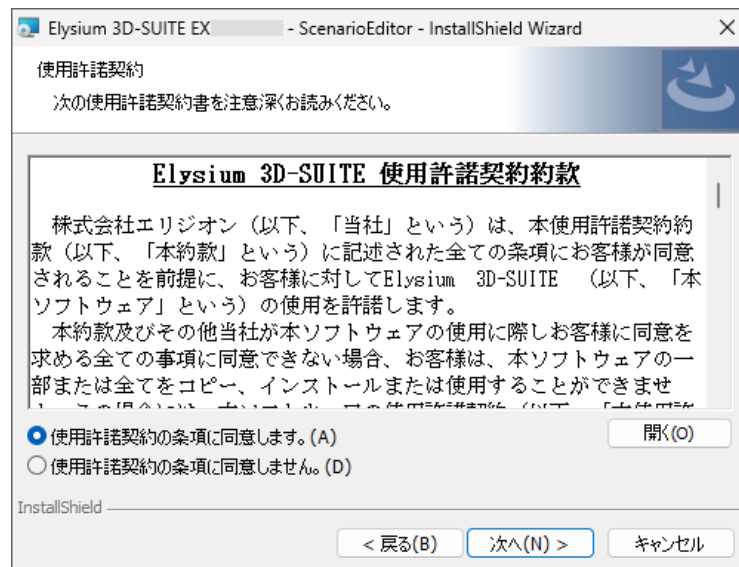 Elysium 3D-SUITE EX - ScenarioEditor - InstallShield Wizard
使用許諾契約
次の使用許諾契約書を注意深くお読みください。
Elysium 3D-SUITE 使用許諾契約約款
株式会社エリジオン（以下、「当社」という）は、本使用許諾契約約
款（以下、「本約款」という）に記述された全ての条項にお客様が同意
されることを前提に、お客様に対してElysium 3D-SUITE （以下、「本
ソフトウェア」という）の使用を許諾します。
本約款及びその他当社が本ソフトウェアの使用に際しお客様に同意を
求める全ての事項に同意できない場合、お客様は、本ソフトウェアの一
部または全てをコピー、インストールまたは使用することができませ
使用許諾契約の条項に同意します。(A)
開く(O)
使用許諾契約の条項に同意しません。(D)
InstallShield
< 戻る(B)
次へ(N) >
キャンセル